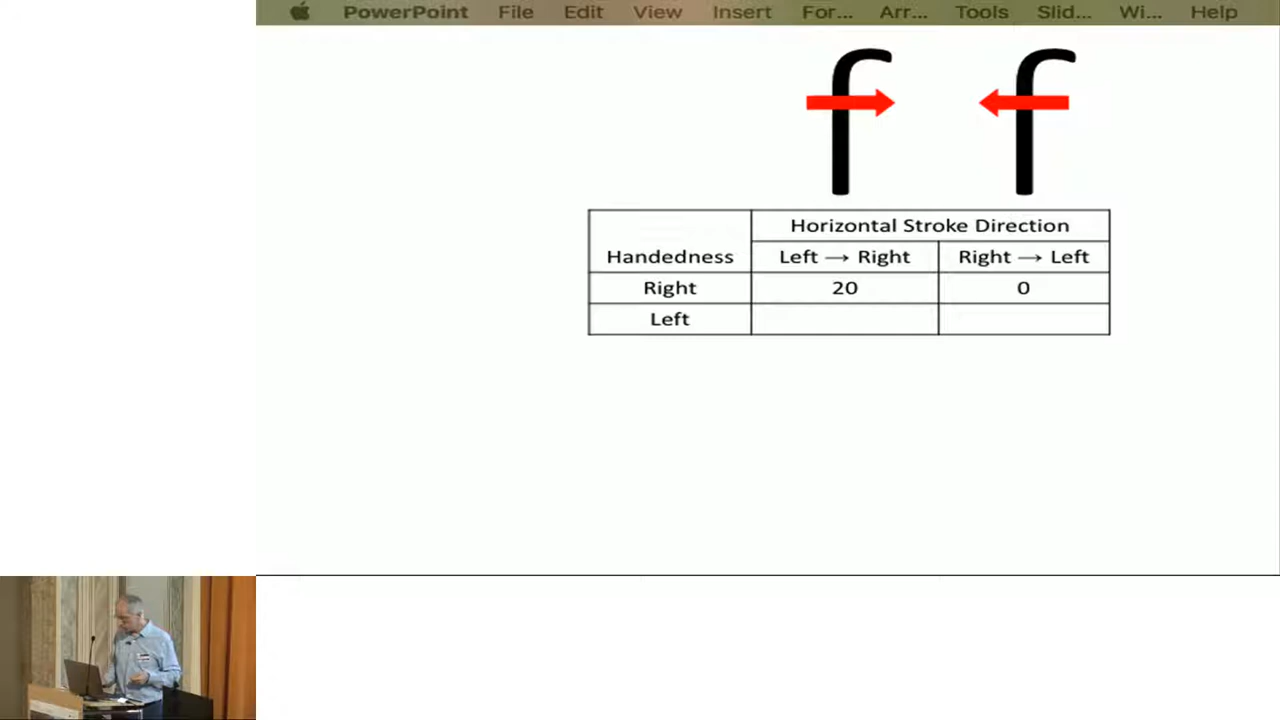 PowerPoint File Edit View Insert For... Arr... Tools Slid... Wi... Help
f f
Horizontal Stroke Direction
Handedness Left → Right Right → Left
Right 20 0
Left